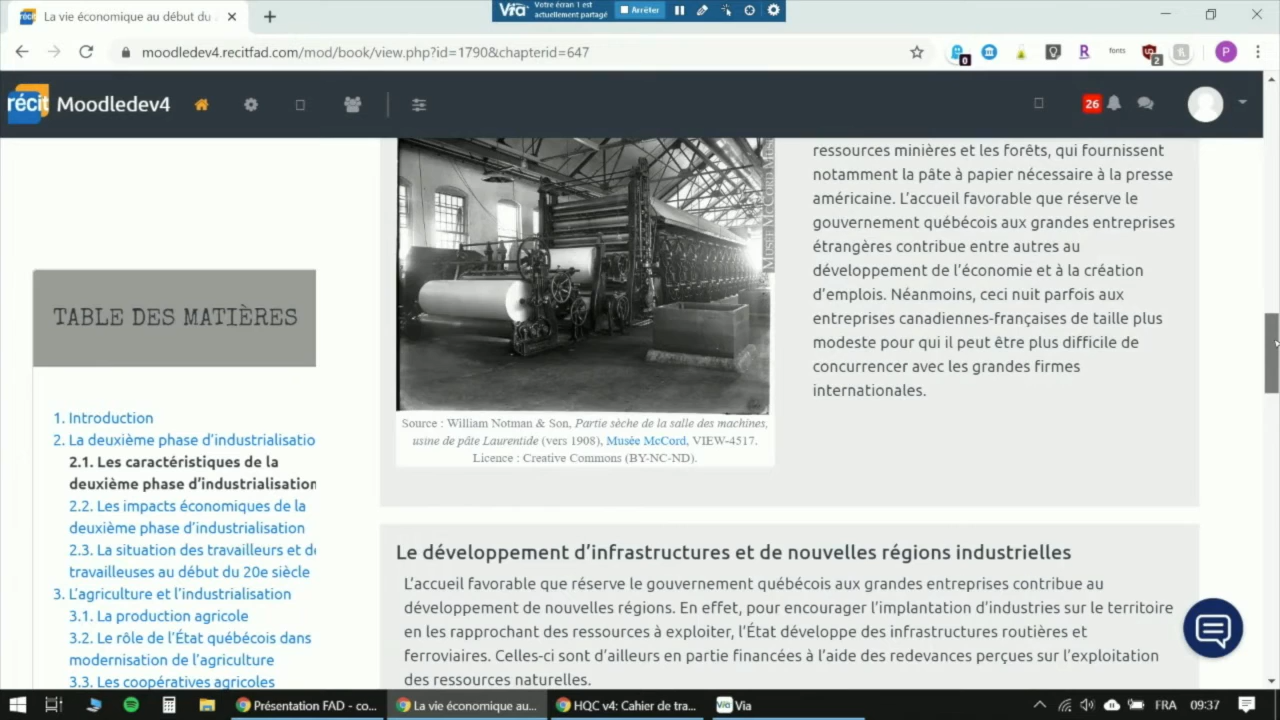 La vie économique au début du
Via
Votre écran 1 est
actuellement partagé
Arrêter
moodledev4.recitfad.com/mod/book/view.php?id=1790&chapterid=647
0
fonts
2
P
récit Moodledev4
26
TABLE DES MATIÈRES
1. Introduction
2. La deuxième phase d'industrialisatio
2.1. Les caractéristiques de la
deuxième phase d'industrialisation
2.2. Les impacts économiques de la
deuxième phase d'industrialisation
2.3. La situation des travailleurs et de
travailleuses au début du 20e siècle
3. L'agriculture et l'industrialisation
3.1. La production agricole
3.2. Le rôle de l'État québécois dans
modernisation de l'agriculture
3.3. Les coopératives agricoles
Source : William Notman & Son, Partie sèche de la salle des machines,
usine de pâte Laurentide (vers 1908), Musée McCord, VIEW-4517.
Licence : Creative Commons (BY-NC-ND).
ressources minières et les forêts, qui fournissent
notamment la pâte à papier nécessaire à la presse
américaine. L'accueil favorable que réserve le
gouvernement québécois aux grandes entreprises
étrangères contribue entre autres au
développement de l'économie et à la création
d'emplois. Néanmoins, ceci nuit parfois aux
entreprises canadiennes-françaises de taille plus
modeste pour qui il peut être plus difficile de
concurrencer avec les grandes firmes
internationales.
Le développement d'infrastructures et de nouvelles régions industrielles
L'accueil favorable que réserve le gouvernement québécois aux grandes entreprises contribue au
développement de nouvelles régions. En effet, pour encourager l'implantation d'industries sur le territoire
en les rapprochant des ressources à exploiter, l'État développe des infrastructures routières et
ferroviaires. Celles-ci sont d'ailleurs en partie financées à l'aide des redevances perçues sur l'exploitation
des ressources naturelles.
Présentation FAD - co...
La vie économique au...
HQC v4: Cahier de tra...
Via
FRA
09:37